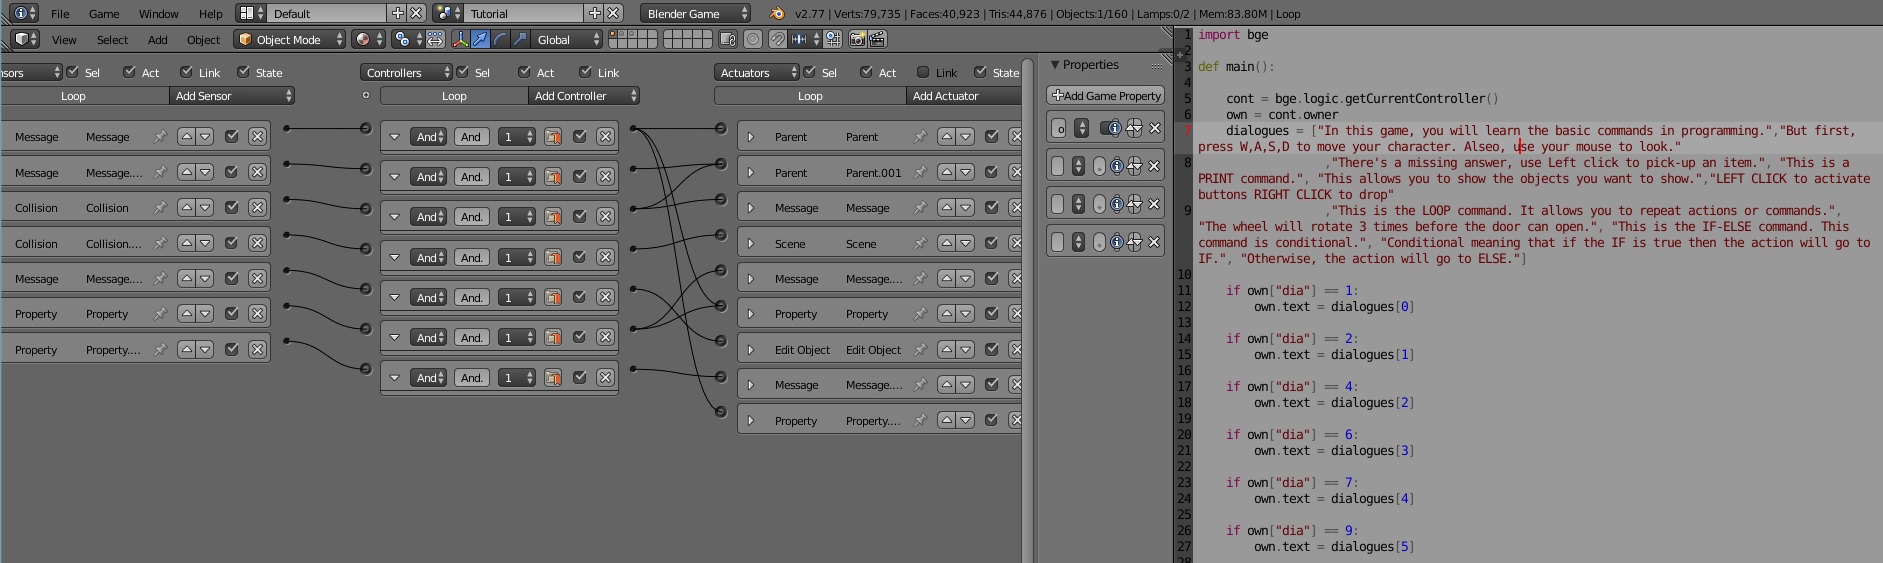 File Game Window Help Default Tutorial Blender Game v2.77 | Verts:79,735 | Faces:40,923 | Tris:44,876 | Objects:1/160 | Lamps:0/2 | Mem:83.80M | Loop
View Select Add Object Object Mode Global
Sel Act Link State Controllers Sel Act Link Actuators Sel Act Link State
Loop Add Sensor Loop Add Controller Loop Add Actuator
Message Message And And 1 Parent Parent
Message Message.... And And. 1 Parent Parent.001
Collision Collision And And. 1 Message Message
Collision Collision.... And And. 1 Scene Scene
Message Message.... And And. 1 Message Message....
Property Property And And. 1 Property Property
Property Property.... And And. 1 Edit Object Edit Object
Message Message....
Property Property....
Properties
Add Game Property
1 import bge
2
3 def main():
4
5 cont = bge.logic.getCurrentController()
6 own = cont.owner
7 dialogues = ["In this game, you will learn the basic commands in programming.","But first,
press W,A,S,D to move your character. Alseo, use your mouse to look."
8 ,"There's a missing answer, use Left click to pick-up an item.", "This is a
PRINT command.", "This allows you to show the objects you want to show.","LEFT CLICK to activate
buttons RIGHT CLICK to drop"
9 ,"This is the LOOP command. It allows you to repeat actions or commands.",
"The wheel will rotate 3 times before the door can open.", "This is the IF-ELSE command. This
command is conditional.", "Conditional meaning that if the IF is true then the action will go to
IF.", "Otherwise, the action will go to ELSE."]
10
11 if own["dia"] == 1:
12 own.text = dialogues[0]
13
14 if own["dia"] == 2:
15 own.text = dialogues[1]
16
17 if own["dia"] == 4:
18 own.text = dialogues[2]
19
20 if own["dia"] == 6:
21 own.text = dialogues[3]
22
23 if own["dia"] == 7:
24 own.text = dialogues[4]
25
26 if own["dia"] == 9:
27 own.text = dialogues[5]